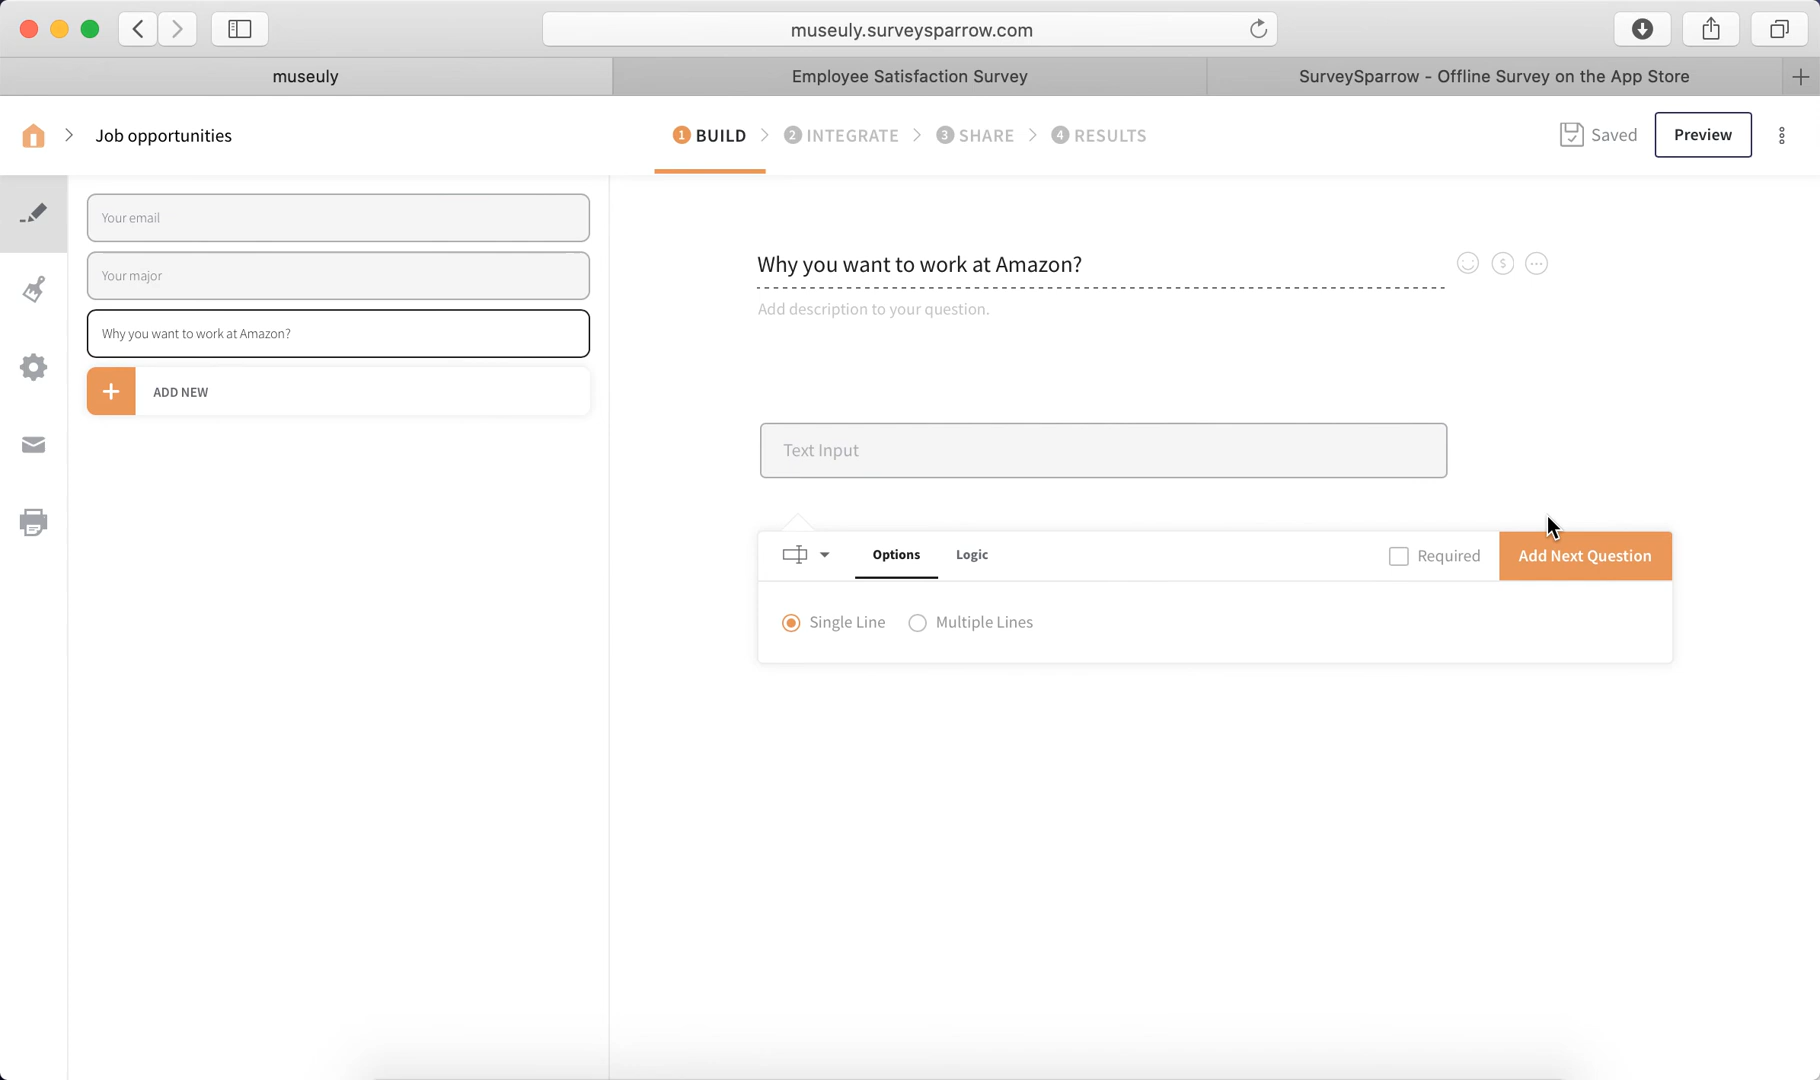 museuly.surveysparrow.com
museuly
Employee Satisfaction Survey
SurveySparrow - Offline Survey on the App Store
Job opportunities
1 BUILD
2 INTEGRATE
3 SHARE
4 RESULTS
Saved
Preview
Your email
Your major
Why you want to work at Amazon?
ADD NEW
Why you want to work at Amazon?
Add description to your question.
Text Input
Options
Logic
Required
Add Next Question
Single Line
Multiple Lines